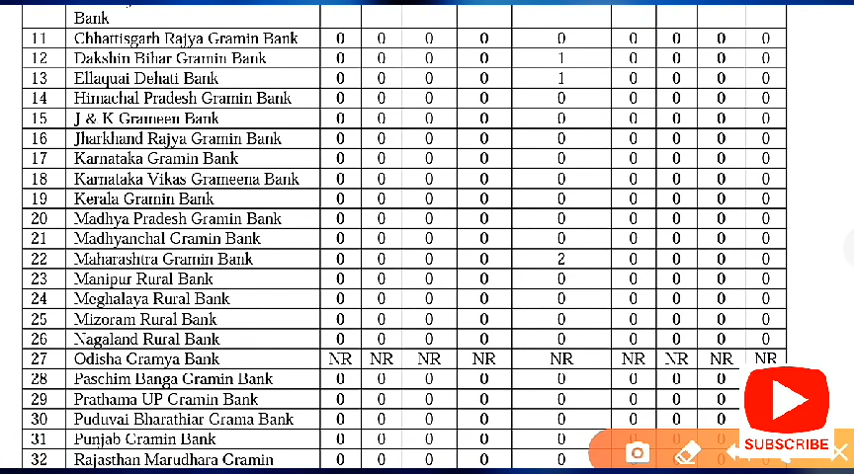 Bank
11 Chhattisgarh Rajya Gramin Bank 0 0 0 0 0 0 0 0 0
12 Dakshin Bihar Gramin Bank 0 0 0 0 1 0 0 0 0
13 Ellaquai Dehati Bank 0 0 0 0 1 0 0 0 0
14 Himachal Pradesh Gramin Bank 0 0 0 0 0 0 0 0 0
15 J & K Grameen Bank 0 0 0 0 0 0 0 0 0
16 Jharkhand Rajya Gramin Bank 0 0 0 0 0 0 0 0 0
17 Karnataka Gramin Bank 0 0 0 0 0 0 0 0 0
18 Karnataka Vikas Grameena Bank 0 0 0 0 0 0 0 0 0
19 Kerala Gramin Bank 0 0 0 0 0 0 0 0 0
20 Madhya Pradesh Gramin Bank 0 0 0 0 0 0 0 0 0
21 Madhyanchal Gramin Bank 0 0 0 0 0 0 0 0 0
22 Maharashtra Gramin Bank 0 0 0 0 2 0 0 0 0
23 Manipur Rural Bank 0 0 0 0 0 0 0 0 0
24 Meghalaya Rural Bank 0 0 0 0 0 0 0 0 0
25 Mizoram Rural Bank 0 0 0 0 0 0 0 0 0
26 Nagaland Rural Bank 0 0 0 0 0 0 0 0 0
27 Odisha Gramya Bank NR NR NR NR NR NR NR NR NR
28 Paschim Banga Gramin Bank 0 0 0 0 0 0 0 0
29 Prathama UP Gramin Bank 0 0 0 0 0 0 0 0
30 Puduvai Bharathiar Grama Bank 0 0 0 0 0 0 0 0
31 Punjab Gramin Bank 0 0 0 0 0 0 0 0
32 Rajasthan Marudhara Gramin 0 0 0 0 0
SUBSCRIBE